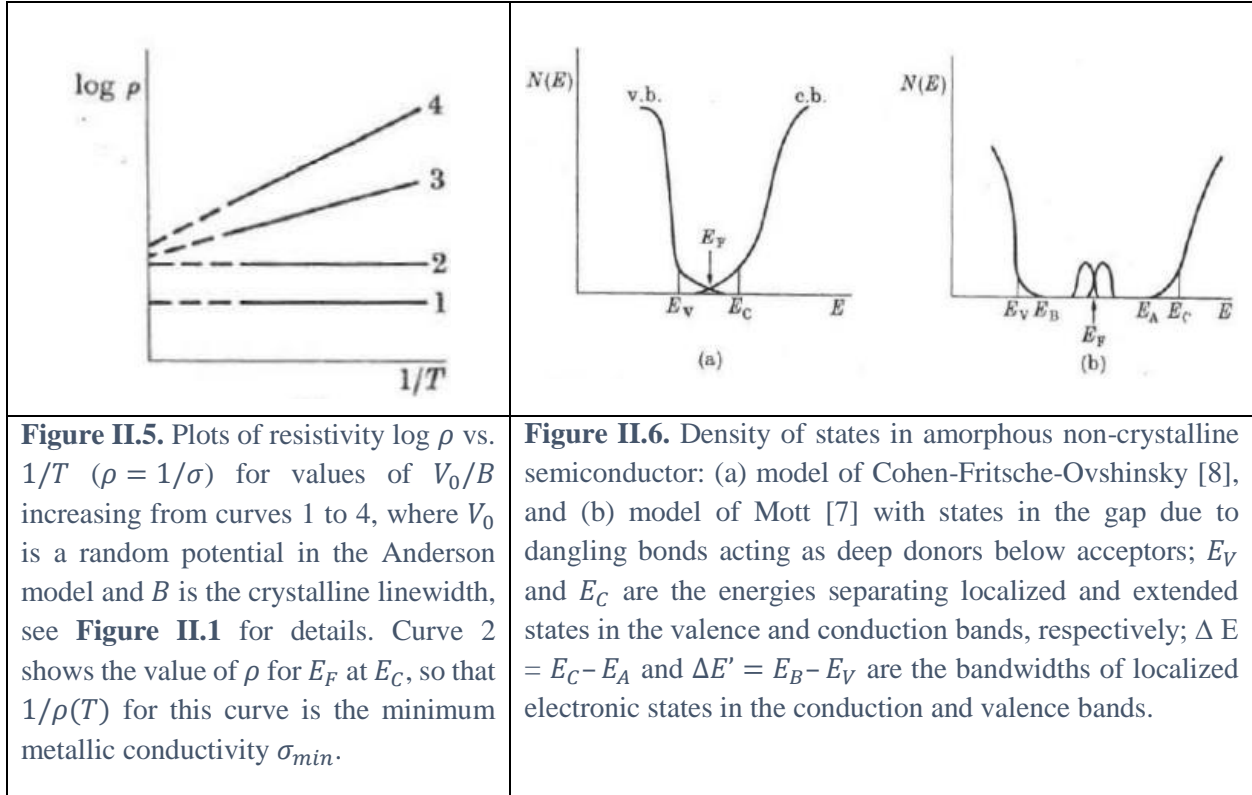 log ρ
4
3
2
1
1/T
N(E)
v.b.
c.b.
E_F
E_V
E_C
E
(a)
N(E)
E_V E_B
E_F
E_A E_C E
(b)
Figure II.5. Plots of resistivity log ρ vs.
1/T (ρ = 1/σ) for values of V₀/B
increasing from curves 1 to 4, where V₀
is a random potential in the Anderson
model and B is the crystalline linewidth,
see Figure II.1 for details. Curve 2
shows the value of ρ for E_F at E_C, so that
1/ρ(T) for this curve is the minimum
metallic conductivity σ_min.
Figure II.6. Density of states in amorphous non-crystalline
semiconductor: (a) model of Cohen-Fritsche-Ovshinsky [8],
and (b) model of Mott [7] with states in the gap due to
dangling bonds acting as deep donors below acceptors; E_V
and E_C are the energies separating localized and extended
states in the valence and conduction bands, respectively; Δ E
= E_C– E_A and ΔE’ = E_B– E_V are the bandwidths of localized
electronic states in the conduction and valence bands.